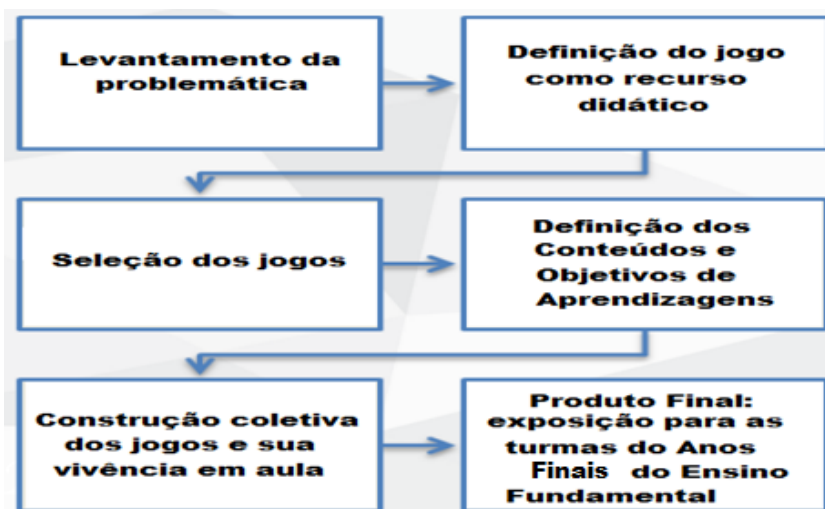 Levantamento da
problemática
Definição do jogo
como recurso
didático
Seleção dos jogos
Definição dos
Conteúdos e
Objetivos de
Aprendizagens
Construção coletiva
dos jogos e sua
vivência em aula
Produto Final:
exposição para as
turmas do Anos
Finais do Ensino
Fundamental